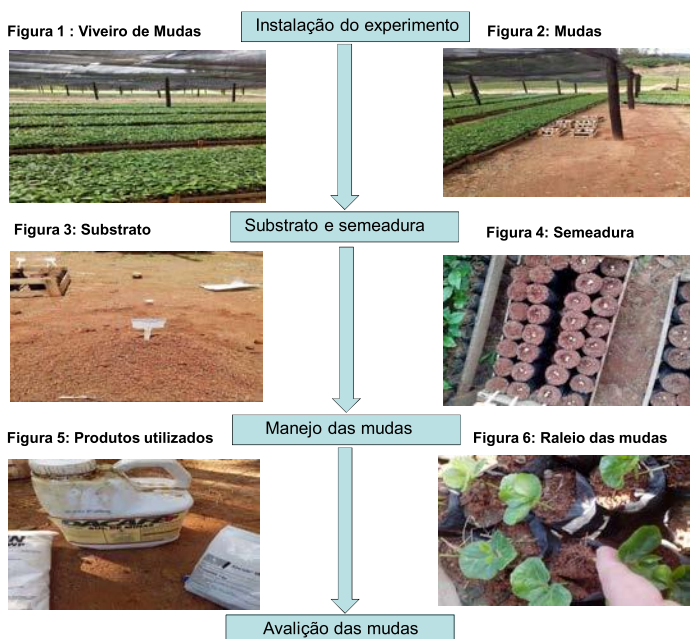 Instalação do experimento
Figura 1 : Viveiro de Mudas
Figura 2: Mudas
Substrato e semeadura
Figura 3: Substrato
Figura 4: Semeadura
Manejo das mudas
Figura 5: Produtos utilizados
Figura 6: Raleio das mudas
Avalição das mudas